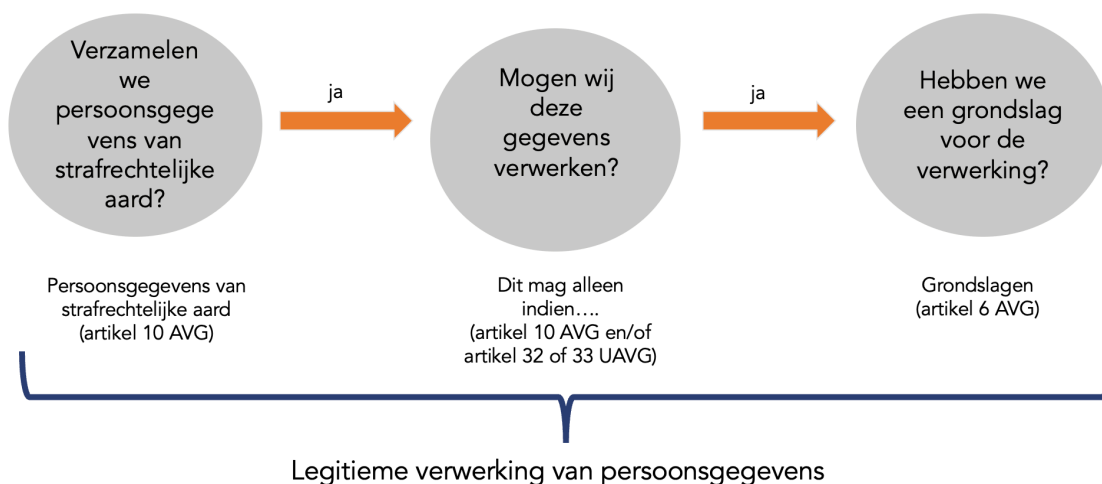 Verzamelen
we
persoonsgege
vens van
strafrechtelijke
aard?
ja
Mogen wij
deze
gegevens
verwerken?
ja
Hebben we
een grondslag
voor de
verwerking?
Persoonsgegevens van
strafrechtelijke aard
(artikel 10 AVG)
Dit mag alleen
indien....
(artikel 10 AVG en/of
artikel 32 of 33 UAVG)
Grondslagen
(artikel 6 AVG)
Legitieme verwerking van persoonsgegevens